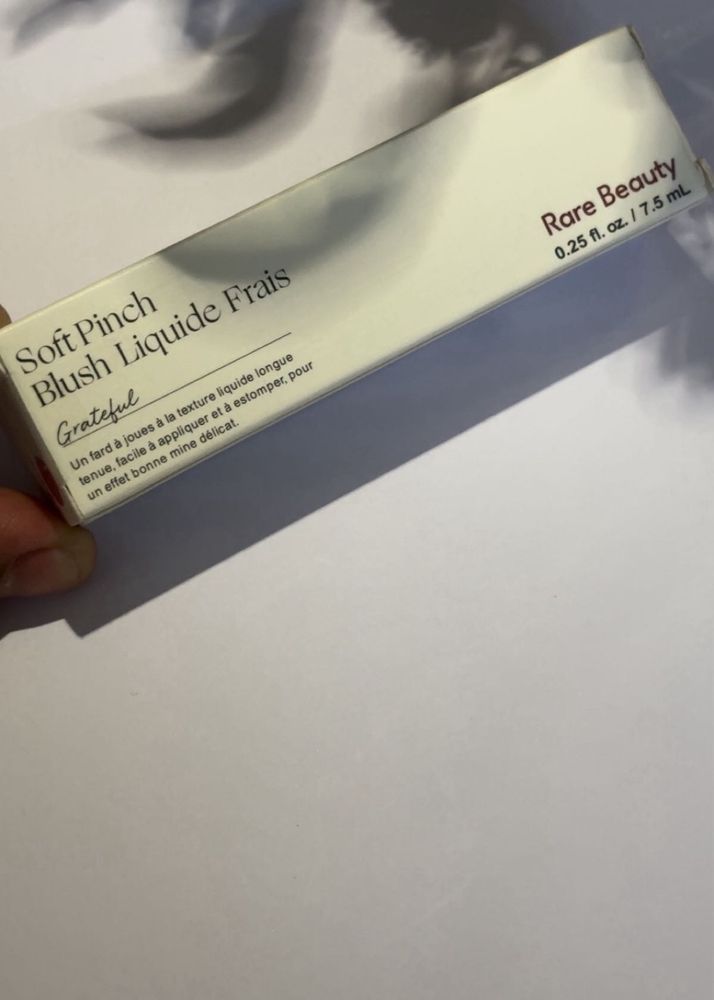 Soft Pinch
Blush Liquide Frais
Grateful
Un fard à joues à la texture liquide longue
tenue, facile à appliquer et à estomper, pour
un effet bonne mine délicat.
Rare Beauty
0.25 fl. oz. / 7.5 mL